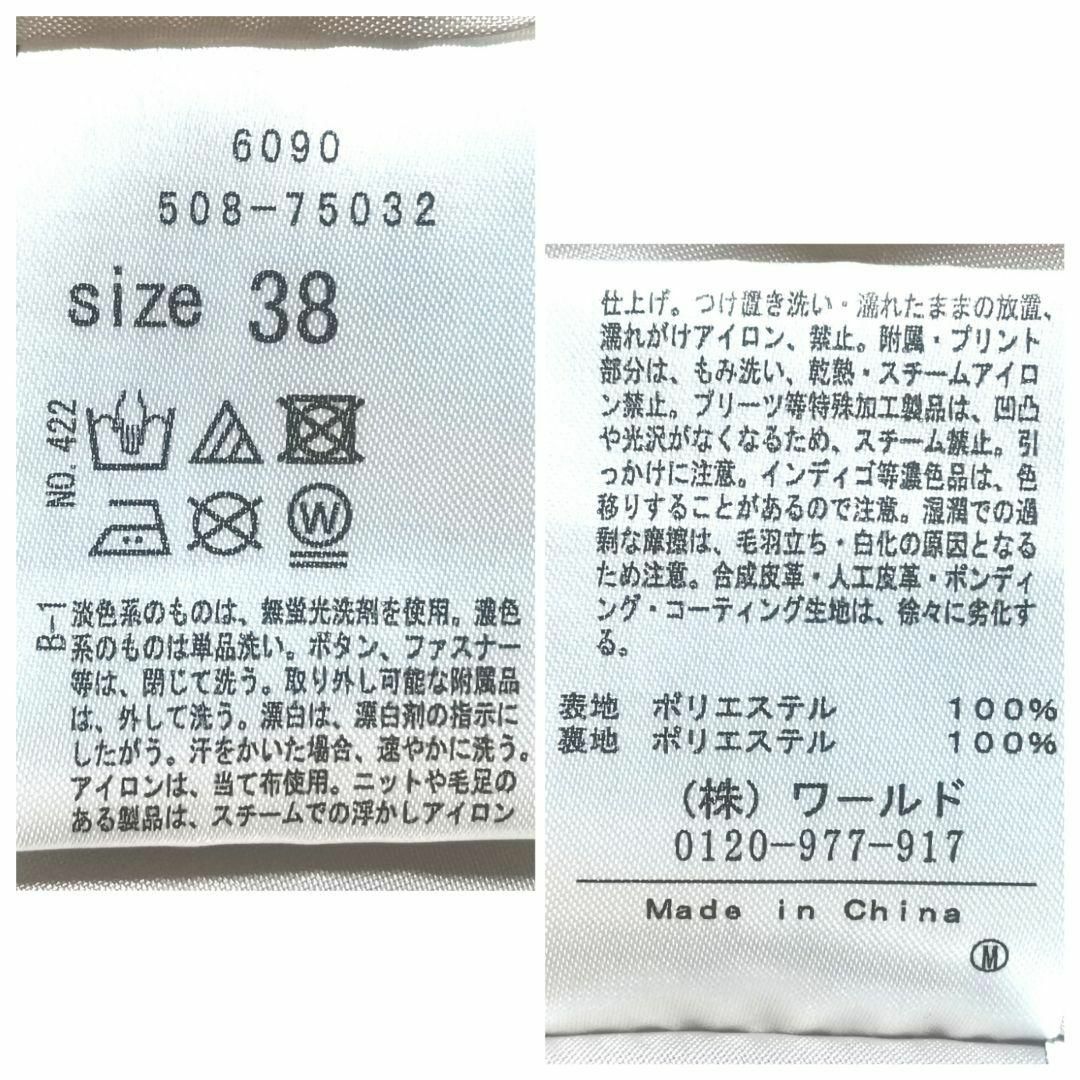 6090
508-75032
size 38
NO. 422
W
B-1
淡色系のものは、無蛍光洗剤を使用。濃色
系のものは単品洗い。ボタン、ファスナー
等は、閉じて洗う。取り外し可能な附属品
は、外して洗う。漂白は、漂白剤の指示に
したがう。汗をかいた場合、速やかに洗う。
アイロンは、当て布使用。ニットや毛足の
ある製品は、スチームでの浮かしアイロン
仕上げ。つけ置き洗い・濡れたままの放置、
濡れがけアイロン、禁止。附属・プリント
部分は、もみ洗い、乾熱・スチームアイロ
ン禁止。プリーツ等特殊加工製品は、凹凸
や光沢がなくなるため、スチーム禁止。引
っかけに注意。インディゴ等濃色品は、色
移りすることがあるので注意。湿潤での過
剰な摩擦は、毛羽立ち・白化の原因となる
ため注意。合成皮革・人工皮革・ボンディ
ング・コーティング生地は、徐々に劣化す
る。
表地 ポリエステル 100%
裏地 ポリエステル 100%
(株) ワールド
0120-977-917
Made in China
M